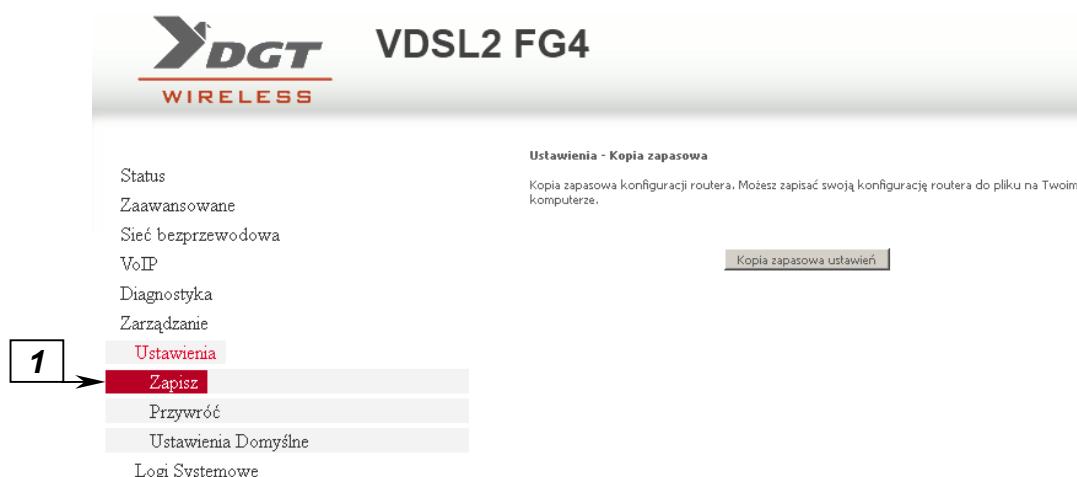 DGT
WIRELESS
VDSL2 FG4
Status
Zaawansowane
Sieć bezprzewodowa
VoIP
Diagnostyka
Zarządzanie
Ustawienia
1
Zapisz
Przywróć
Ustawienia Domyślne
Logi Systemowe
Ustawienia - Kopia zapasowa
Kopia zapasowa konfiguracji routera. Możesz zapisać swoją konfigurację routera do pliku na Twoim
komputerze.
Kopia zapasowa ustawień